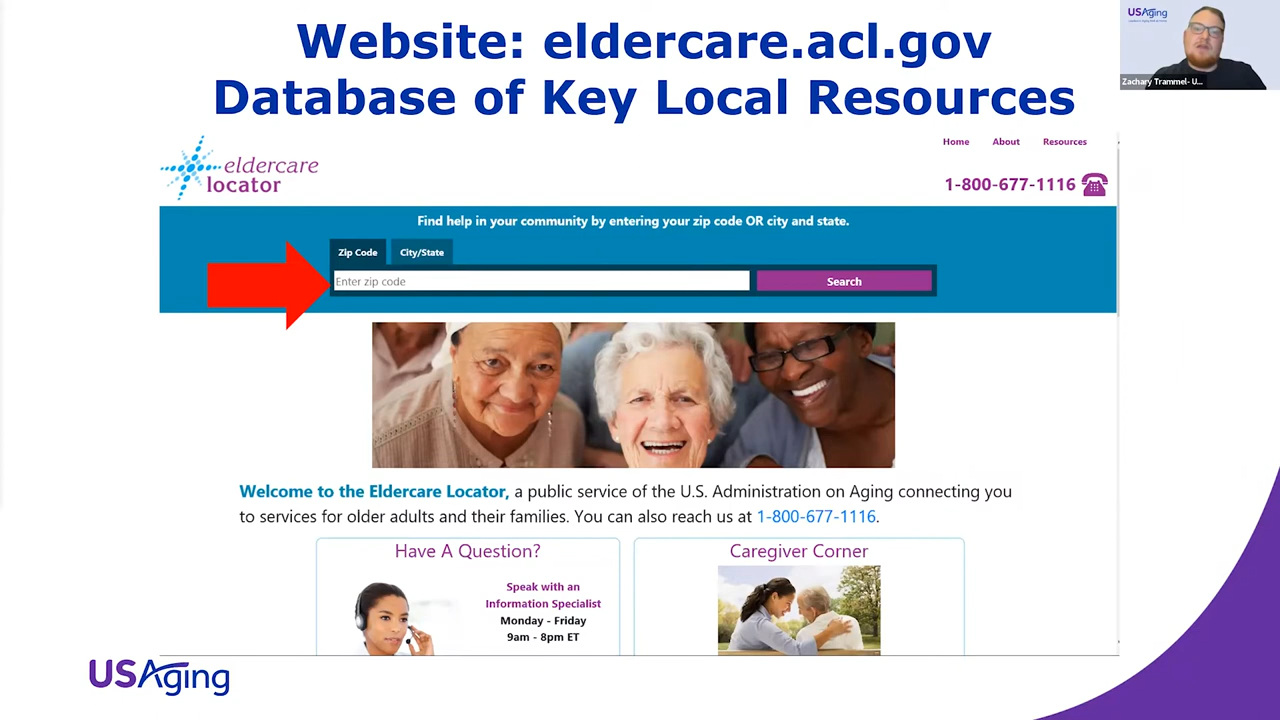 Website: eldercare.acl.gov
Database of Key Local Resources
USAging
Zachary Trammel- U...
eldercare
locator
Home About Resources
1-800-677-1116
Find help in your community by entering your zip code OR city and state.
Zip Code City/State
Enter zip code
Search
Welcome to the Eldercare Locator, a public service of the U.S. Administration on Aging connecting you
to services for older adults and their families. You can also reach us at 1-800-677-1116.
Have A Question?
Speak with an
Information Specialist
Monday - Friday
9am - 8pm ET
Caregiver Corner
USAging